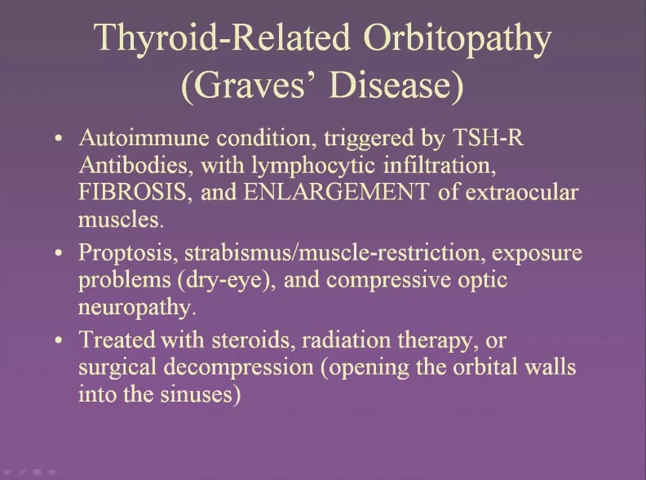 Thyroid-Related Orbitopathy
(Graves’ Disease)
• Autoimmune condition, triggered by TSH-R
Antibodies, with lymphocytic infiltration,
FIBROSIS, and ENLARGEMENT of extraocular
muscles.
• Proptosis, strabismus/muscle-restriction, exposure
problems (dry-eye), and compressive optic
neuropathy.
• Treated with steroids, radiation therapy, or
surgical decompression (opening the orbital walls
into the sinuses)